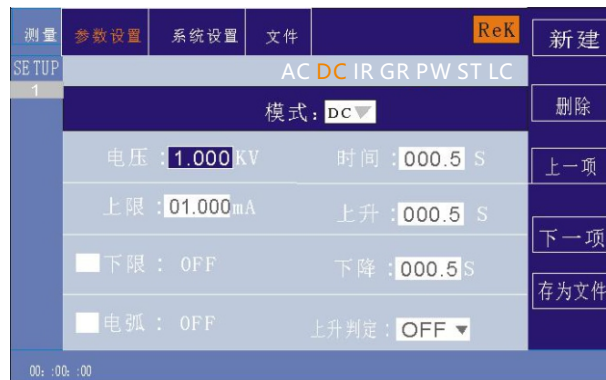 测量 参数设置 系统设置 文件 ReK 新建
SETUP
1
AC DC IR GR PW ST LC
模式：DC
删除
电压：1.000 KV 时间：000.5 S
上一项
上限：01.000mA 上升：000.5 S
下一项
下限：OFF 下降：000.5 S
存为文件
电弧：OFF 上升判定：OFF
00: :00: :00